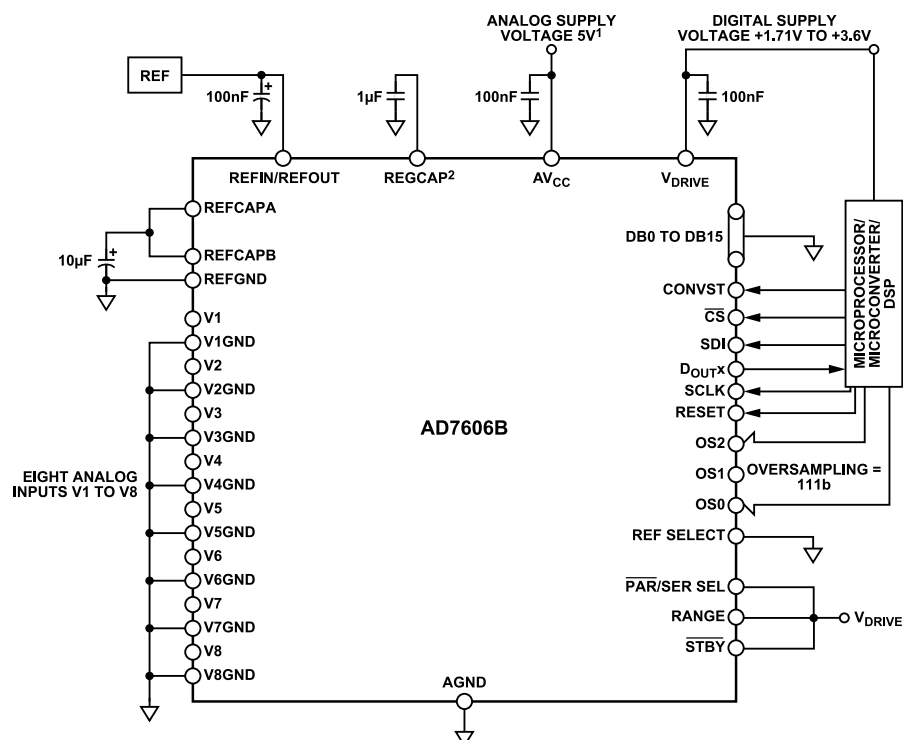 ANALOG SUPPLY
VOLTAGE 5V¹
DIGITAL SUPPLY
VOLTAGE +1.71V TO +3.6V
REF
100nF
+
1µF
100nF
100nF
REFIN/REFOUT
REGCAP²
AVCC
VDRIVE
REFCAPA
REFCAPB
REFGND
10µF
+
V1
V1GND
V2
V2GND
V3
V3GND
V4
V4GND
V5
V5GND
V6
V6GND
V7
V7GND
V8
V8GND
EIGHT ANALOG
INPUTS V1 TO V8
AD7606B
AGND
DB0 TO DB15
CONVST
CS
SDI
DOUTx
SCLK
RESET
OS2
OS1
OS0
REF SELECT
PAR/SER SEL
RANGE
STBY
OVERSAMPLING =
111b
VDRIVE
MICROPROCESSOR/
MICROCONVERTER/
DSP